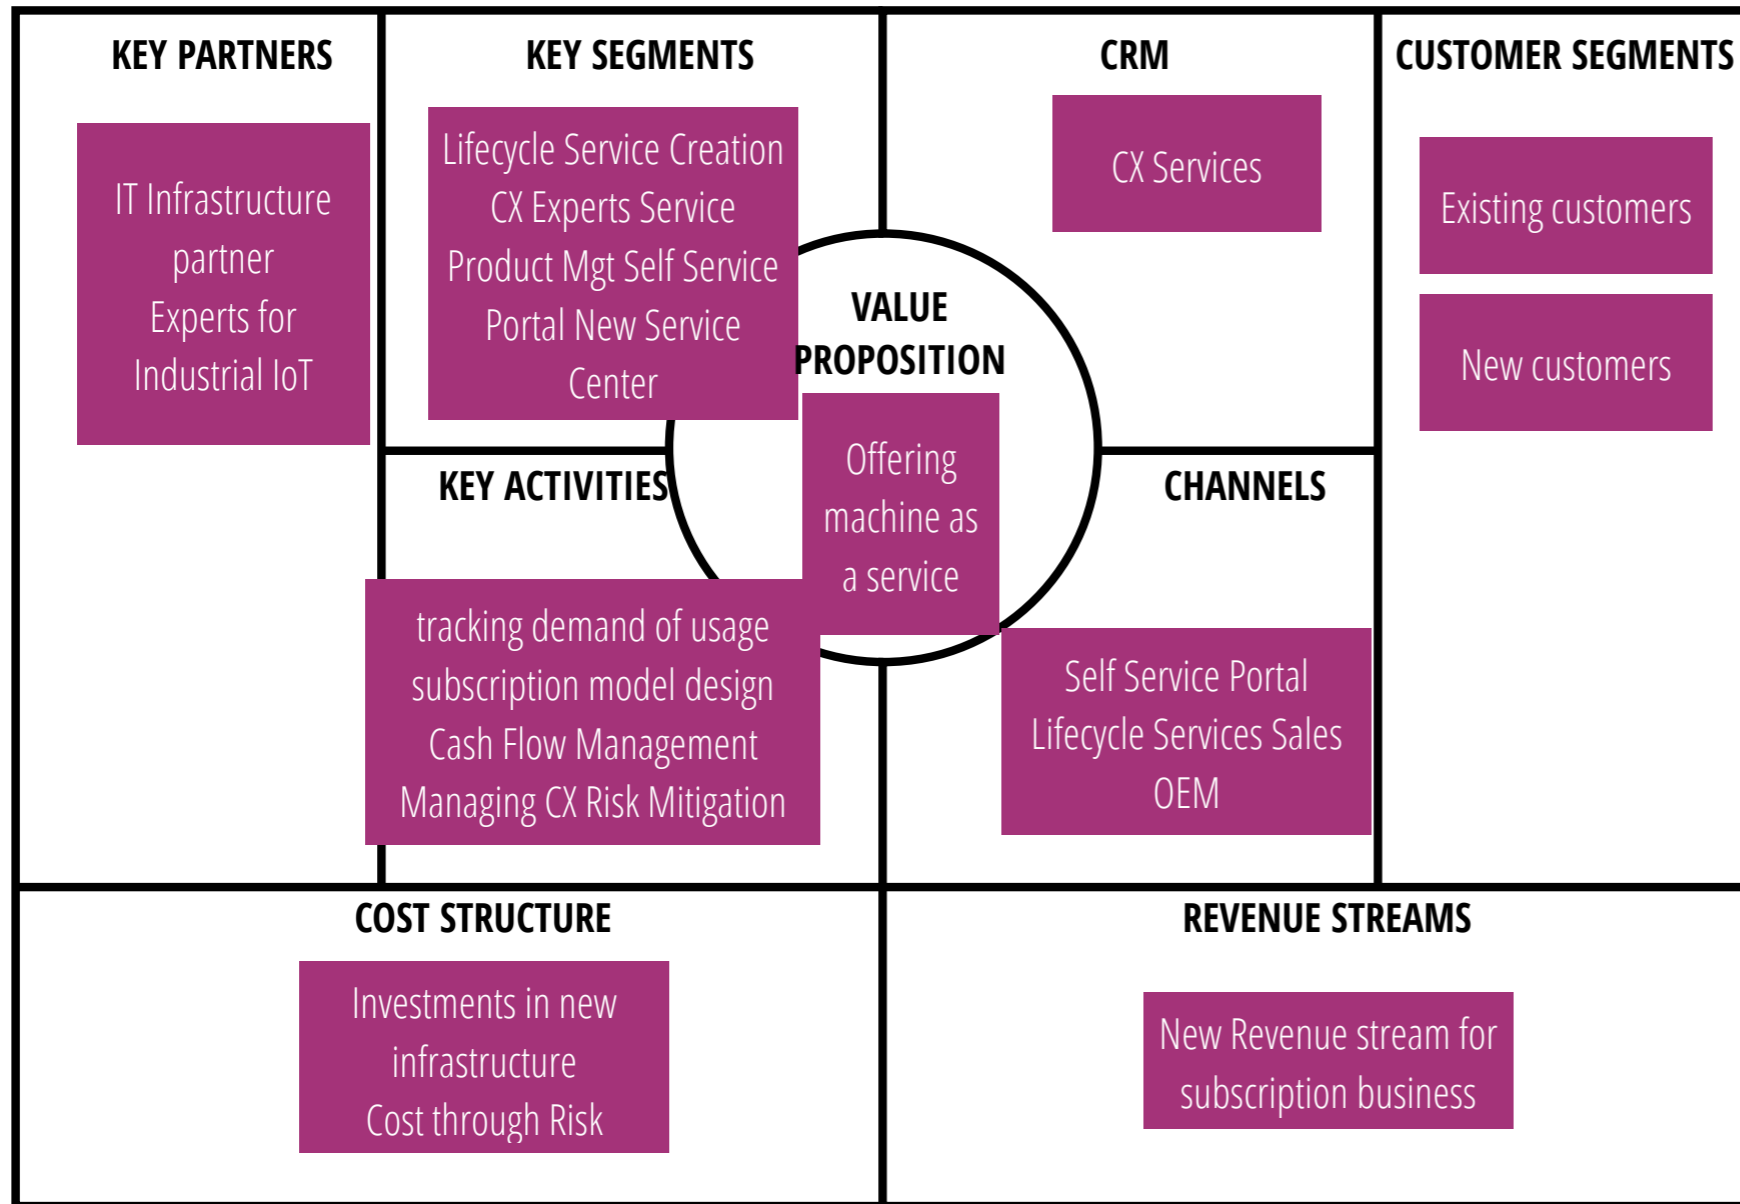 KEY PARTNERS
IT Infrastructure
partner
Experts for
Industrial IoT
KEY SEGMENTS
Lifecycle Service Creation
CX Experts Service
Product Mgt Self Service
Portal New Service
Center
KEY ACTIVITIES
tracking demand of usage
subscription model design
Cash Flow Management
Managing CX Risk Mitigation
VALUE
PROPOSITION
Offering
machine as
a service
CRM
CX Services
CHANNELS
Self Service Portal
Lifecycle Services Sales
OEM
CUSTOMER SEGMENTS
Existing customers
New customers
COST STRUCTURE
Investments in new
infrastructure
Cost through Risk
REVENUE STREAMS
New Revenue stream for
subscription business